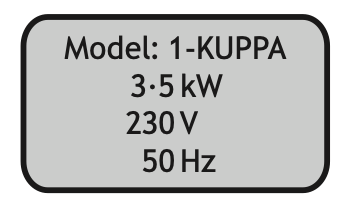 Model: 1-KUPPA
3·5 kW
230 V
50 Hz